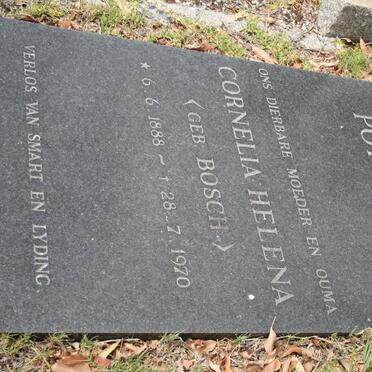 ONS DIERBARE MOEDER EN OUMA
CORNELIA HELENA
(GEB BOSCH)
* 6.6.1888 ~ † 28.7.1970
VERLOS VAN SMART EN LYDING